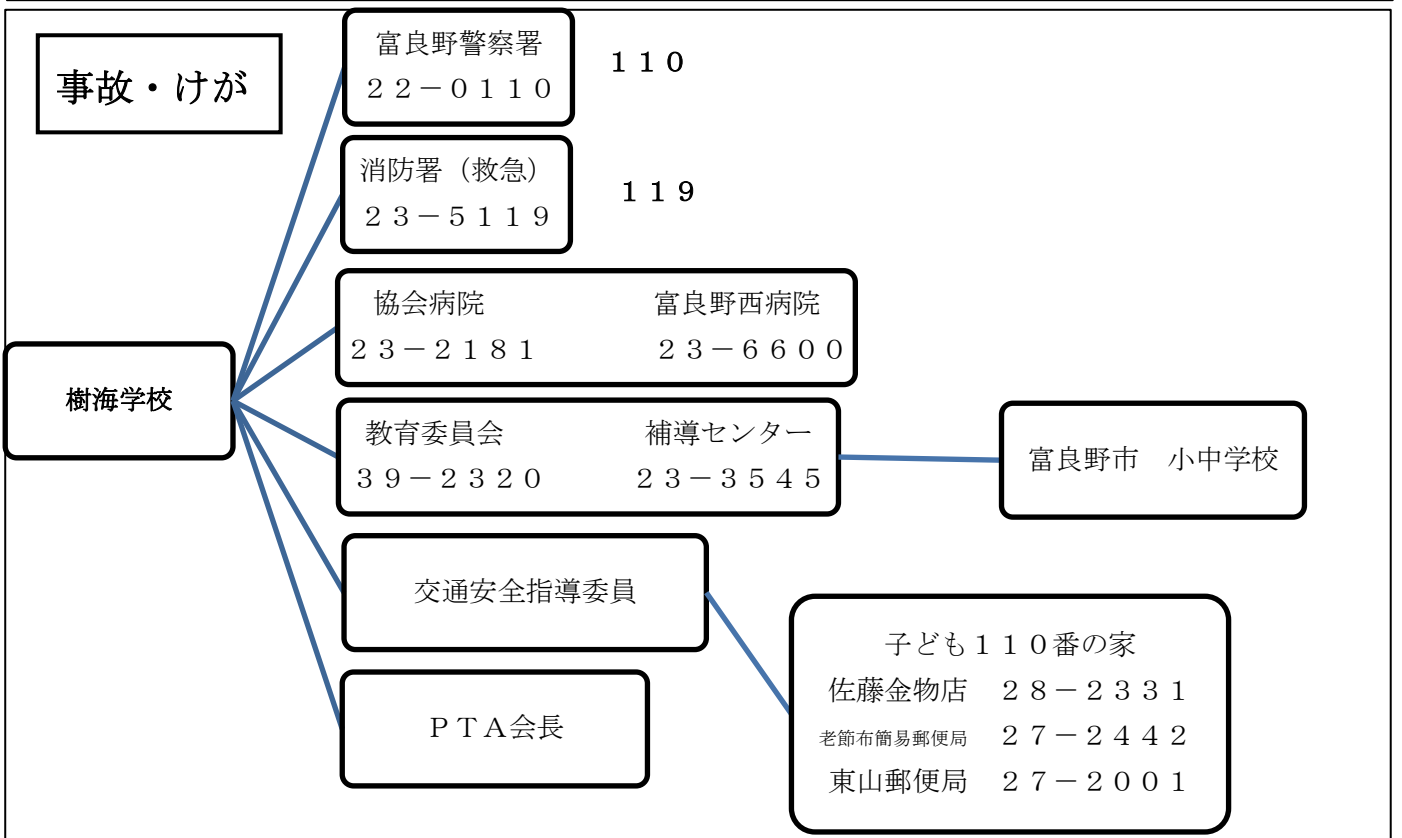 事故・けが
富良野警察署
２２－０１１０
１１０
消防署（救急）
２３－５１１９
１１９
協会病院　富良野西病院
２３－２１８１　２３－６６００
樹海学校
教育委員会　補導センター
３９－２３２０　２３－３５４５
富良野市　小中学校
交通安全指導委員
ＰＴＡ会長
子ども１１０番の家
佐藤金物店　２８－２３３１
老節布簡易郵便局　２７－２４４２
東山郵便局　２７－２００１